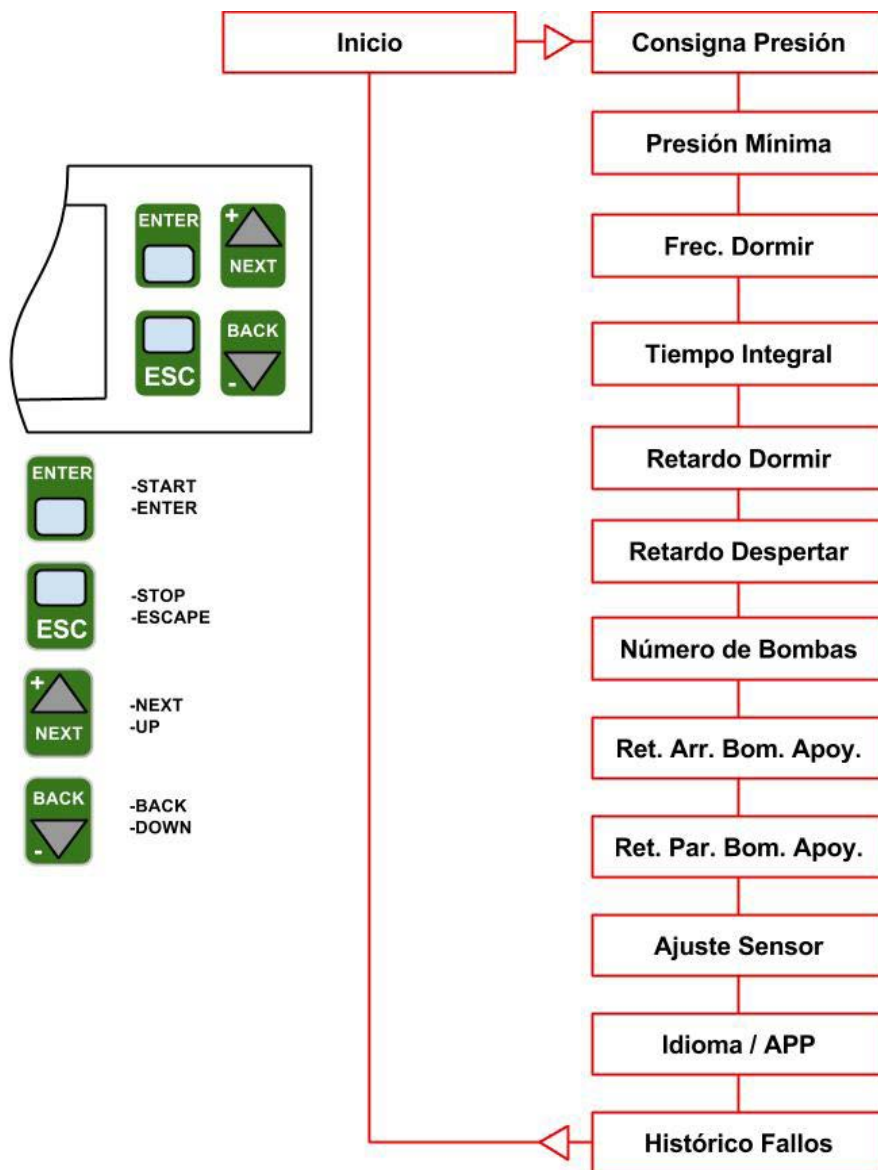 Inicio
Consigna Presión
Presión Mínima
Frec. Dormir
Tiempo Integral
Retardo Dormir
Retardo Despertar
Número de Bombas
Ret. Arr. Bom. Apoy.
Ret. Par. Bom. Apoy.
Ajuste Sensor
Idioma / APP
Histórico Fallos
ENTER
+
NEXT
ESC
BACK
-
ENTER
-START
-ENTER
ESC
-STOP
-ESCAPE
+
NEXT
-NEXT
-UP
BACK
-
-BACK
-DOWN